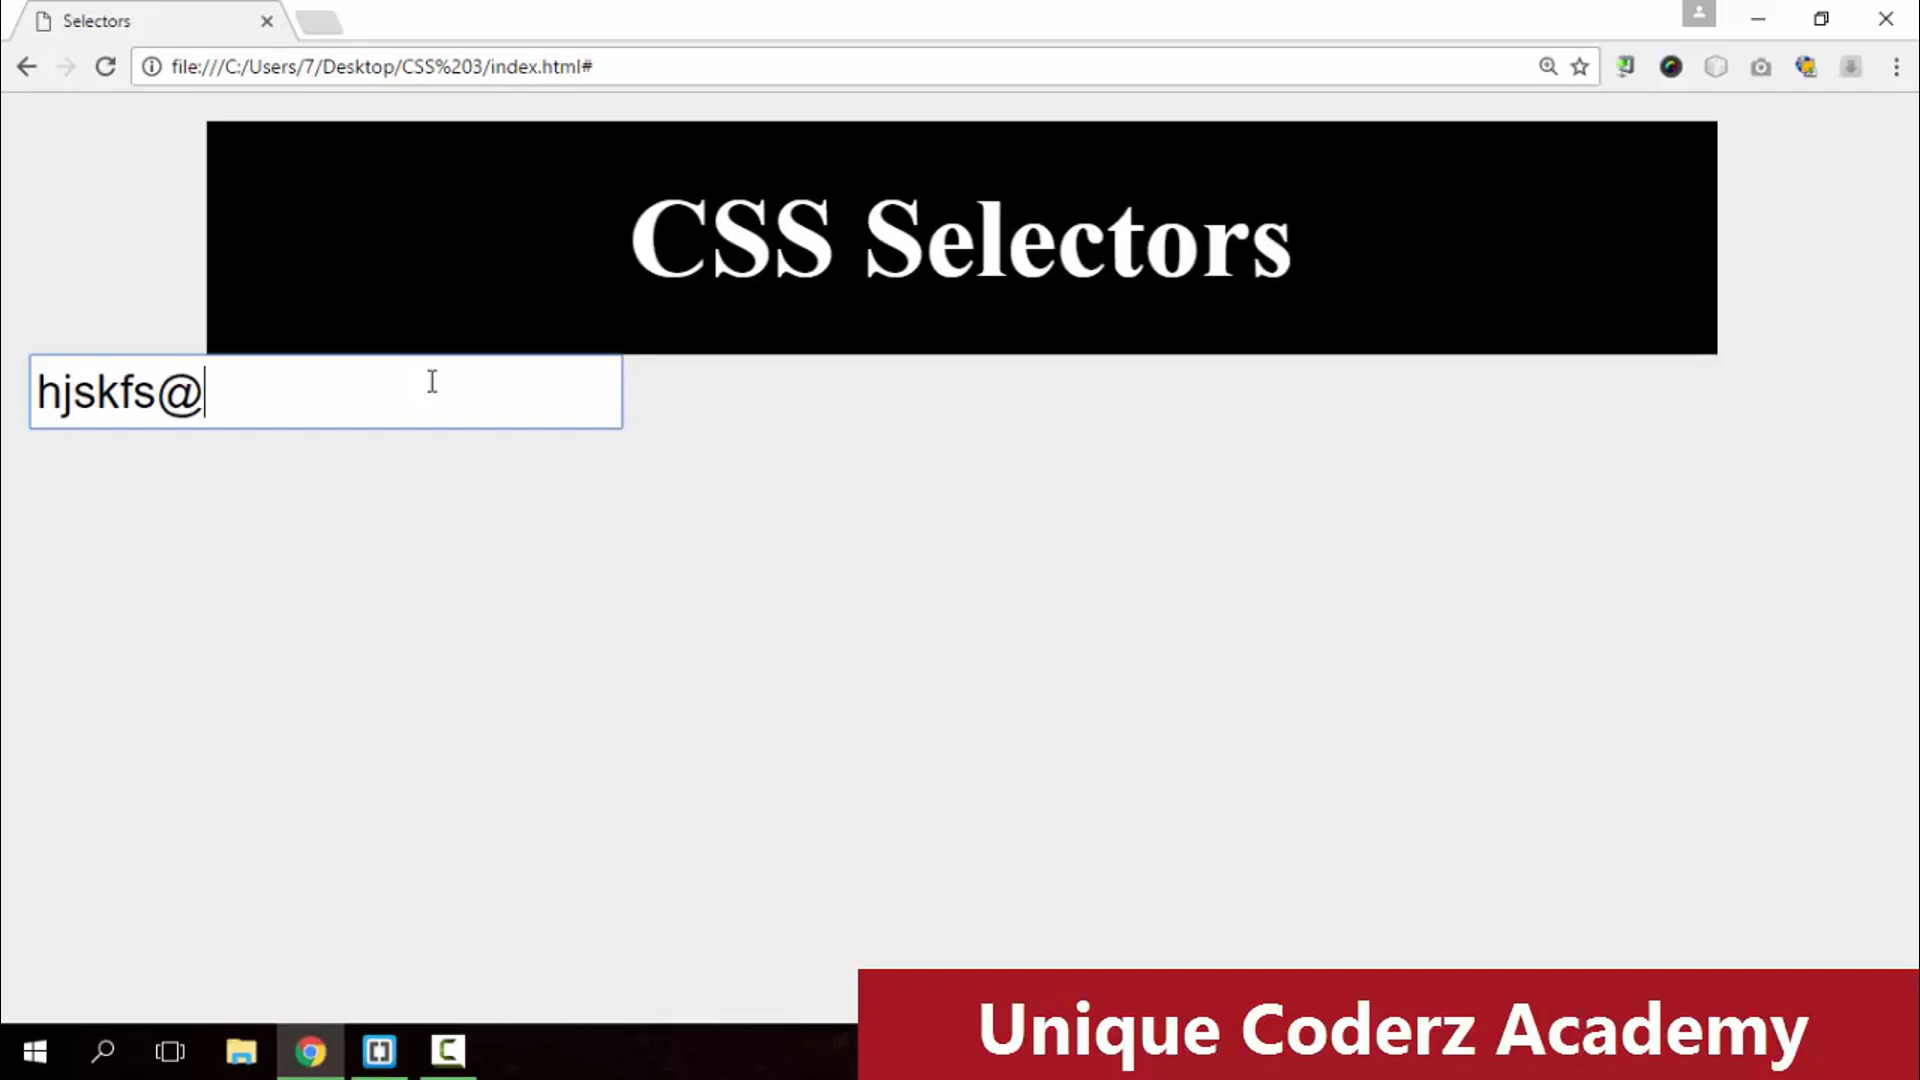 Selectors
file:///C:/Users/7/Desktop/CSS%203/index.html#
CSS Selectors
hjskfs@
Unique Coderz Academy